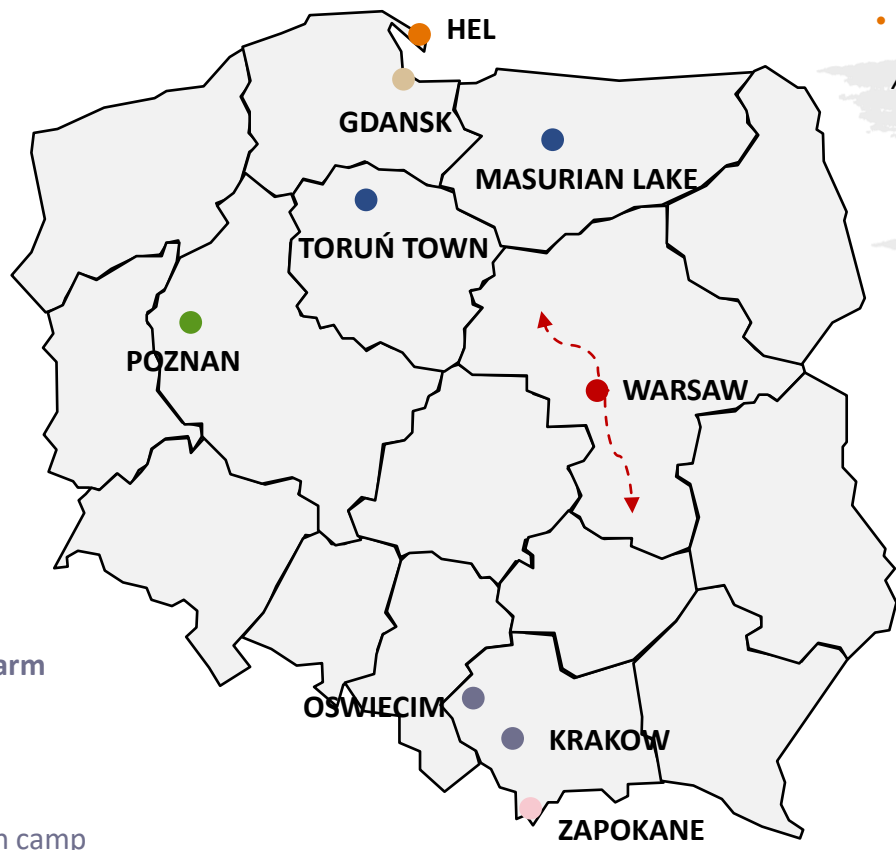 HEL
GDANSK
MASURIAN LAKE
TORUŃ TOWN
POZNAN
WARSAW
arm
OSWIECIM
KRAKOW
ZAPOKANE
camp